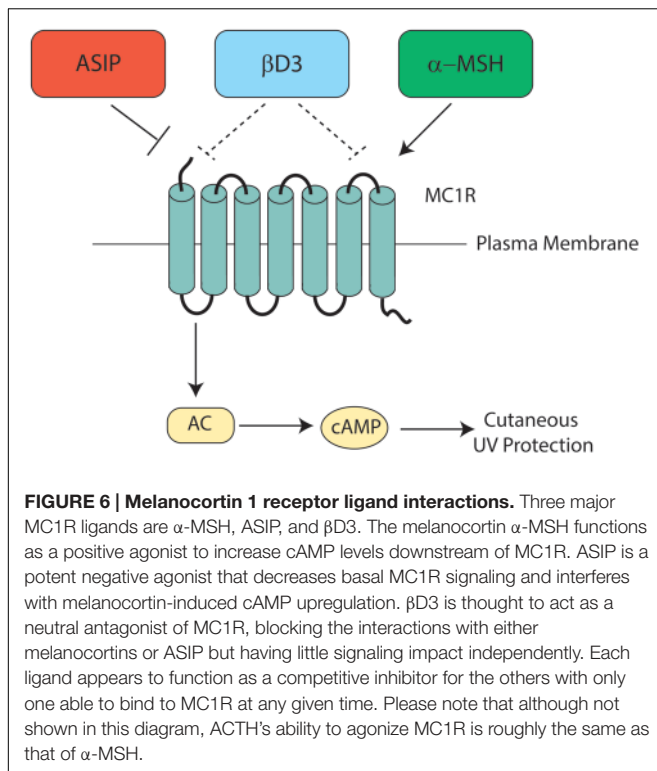 ASIP
βD3
α–MSH
MC1R
Plasma Membrane
AC
cAMP
Cutaneous
UV Protection
FIGURE 6 | Melanocortin 1 receptor ligand interactions. Three major
MC1R ligands are α-MSH, ASIP, and βD3. The melanocortin α-MSH functions
as a positive agonist to increase cAMP levels downstream of MC1R. ASIP is a
potent negative agonist that decreases basal MC1R signaling and interferes
with melanocortin-induced cAMP upregulation. βD3 is thought to act as a
neutral antagonist of MC1R, blocking the interactions with either
melanocortins or ASIP but having little signaling impact independently. Each
ligand appears to function as a competitive inhibitor for the others with only
one able to bind to MC1R at any given time. Please note that although not
shown in this diagram, ACTH’s ability to agonize MC1R is roughly the same as
that of α-MSH.